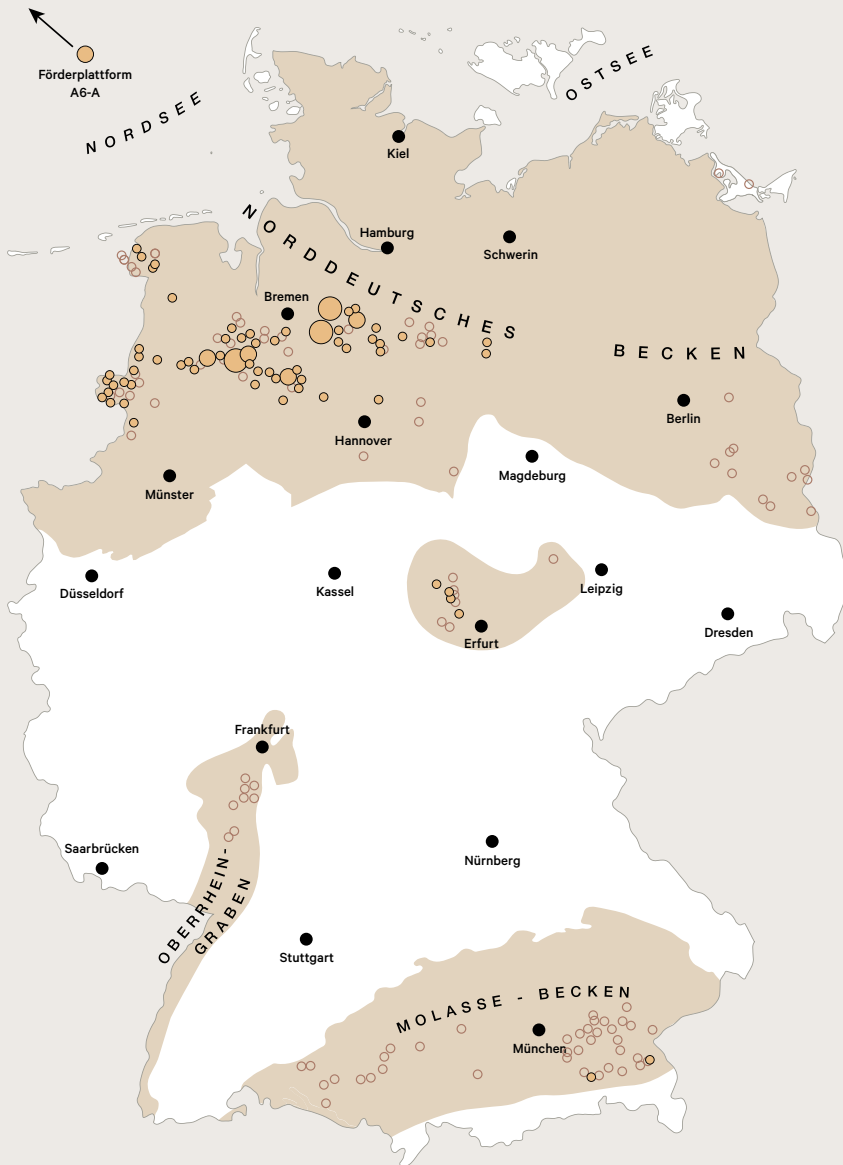 Förderplattform
A6-A
NORDSEE
OSTSEE
Kiel
NORDDEUTSCHES
BECKEN
Hamburg
Schwerin
Bremen
Berlin
Hannover
Magdeburg
Münster
Düsseldorf
Kassel
Leipzig
Erfurt
Dresden
Frankfurt
Saarbrücken
Nürnberg
OBERRHEIN-
GRABEN
Stuttgart
MOLASSE - BECKEN
München